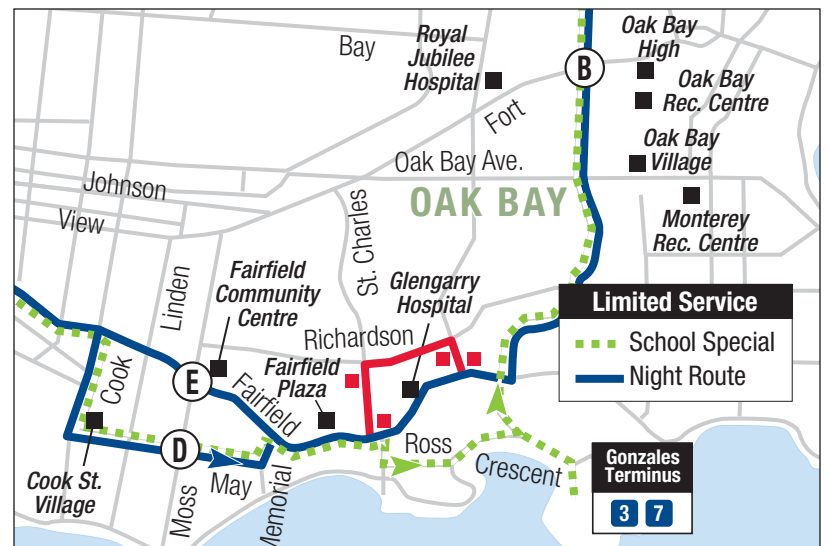 Bay
Royal
Jubilee
Hospital
B
Oak Bay
High
Oak Bay
Rec. Centre
Fort
Oak Bay
Village
Oak Bay Ave.
Johnson
OAK BAY
View
Monterey
Rec. Centre
St. Charles
Linden
Fairfield
Community
Centre
Glengarry
Hospital
Limited Service
School Special
Night Route
Richardson
Cook
E
Fairfield
Fairfield
Plaza
D
Ross
Crescent
Gonzales
Terminus
3 7
Cook St.
Village
May
Moss
Memorial